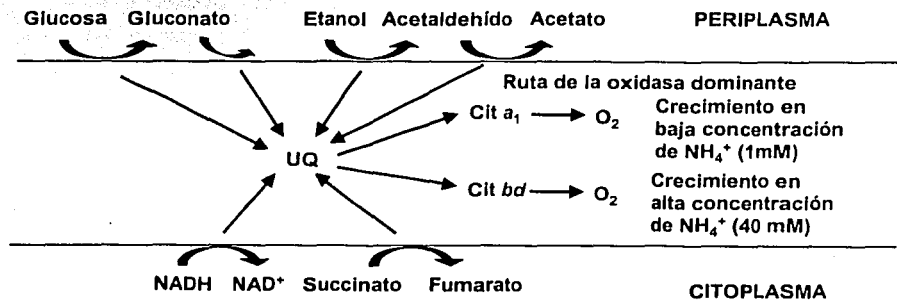 Glucosa Gluconato Etanol Acetaldehído Acetato PERIPLASMA
Ruta de la oxidasa dominante
Cit a₁ O₂ Crecimiento en
baja concentración
de NH₄⁺ (1mM)
UQ
Cit bd O₂ Crecimiento en
alta concentración
de NH₄⁺ (40 mM)
NADH NAD⁺ Succinato Fumarato CITOPLASMA